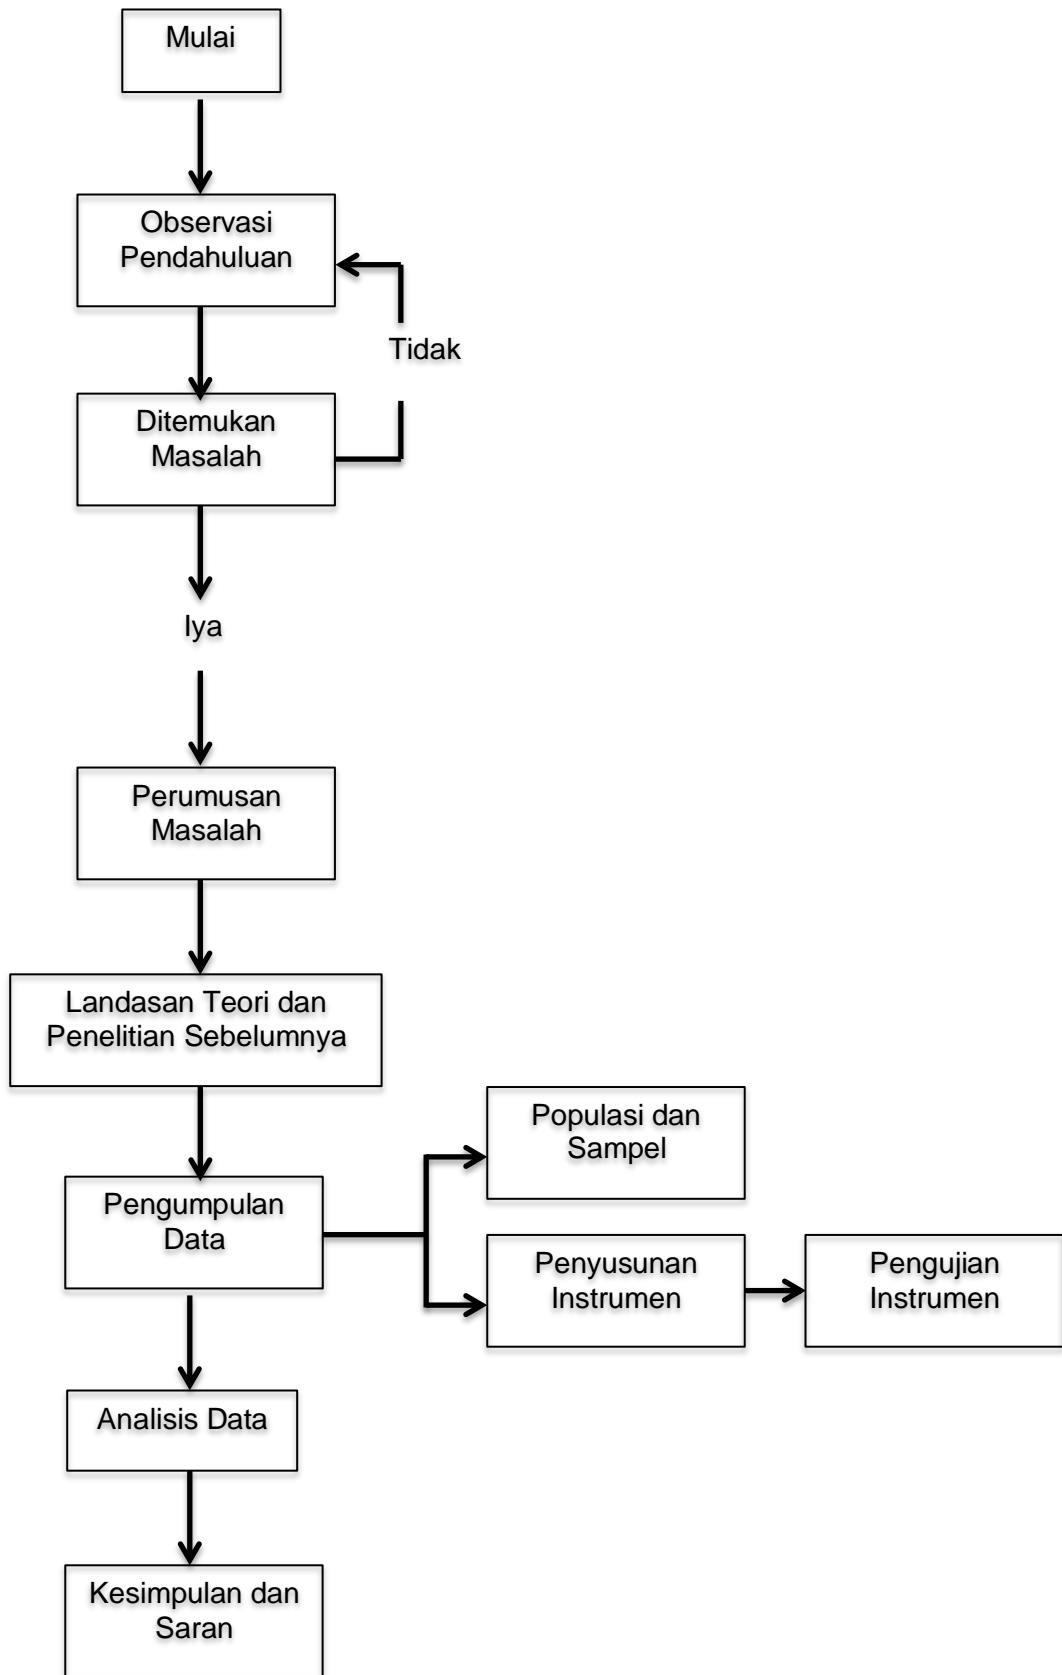 Mulai
Observasi
Pendahuluan
Tidak
Ditemukan
Masalah
Iya
Perumusan
Masalah
Landasan Teori dan
Penelitian Sebelumnya
Populasi dan
Sampel
Pengumpulan
Data
Penyusunan
Instrumen
Pengujian
Instrumen
Analisis Data
Kesimpulan dan
Saran